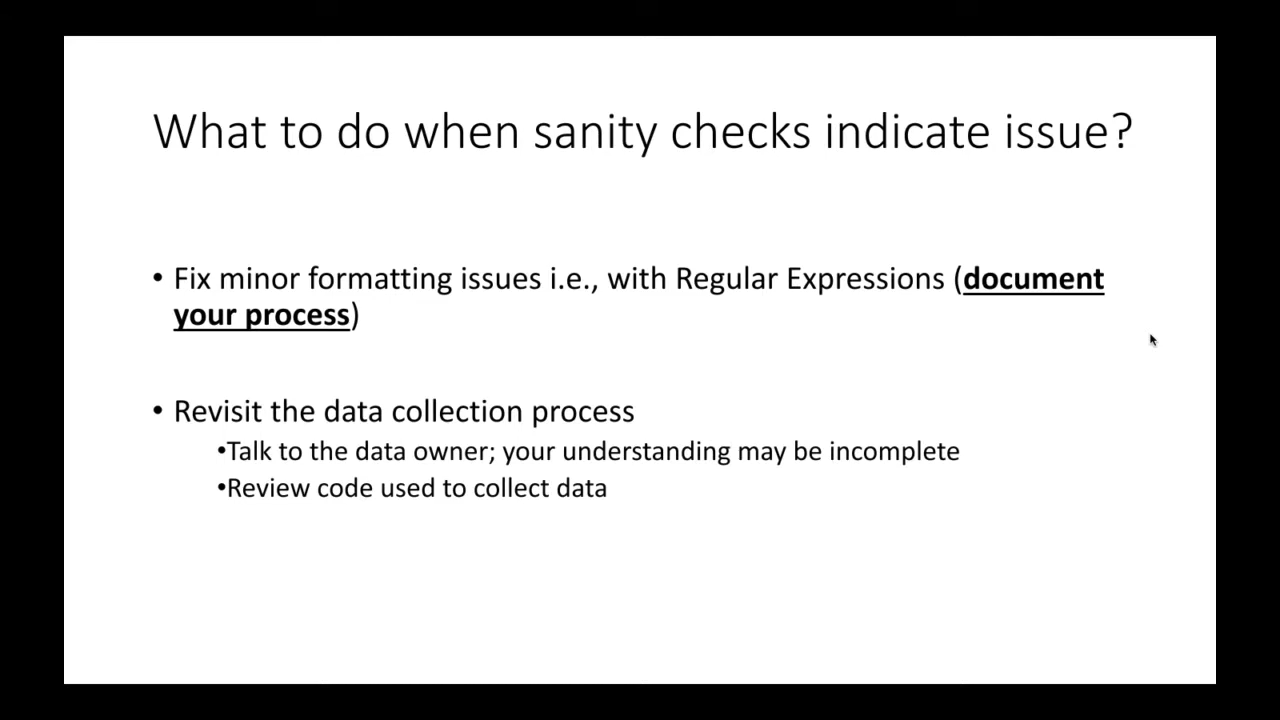 What to do when sanity checks indicate issue?
• Fix minor formatting issues i.e., with Regular Expressions (document
your process)
• Revisit the data collection process
•Talk to the data owner; your understanding may be incomplete
•Review code used to collect data